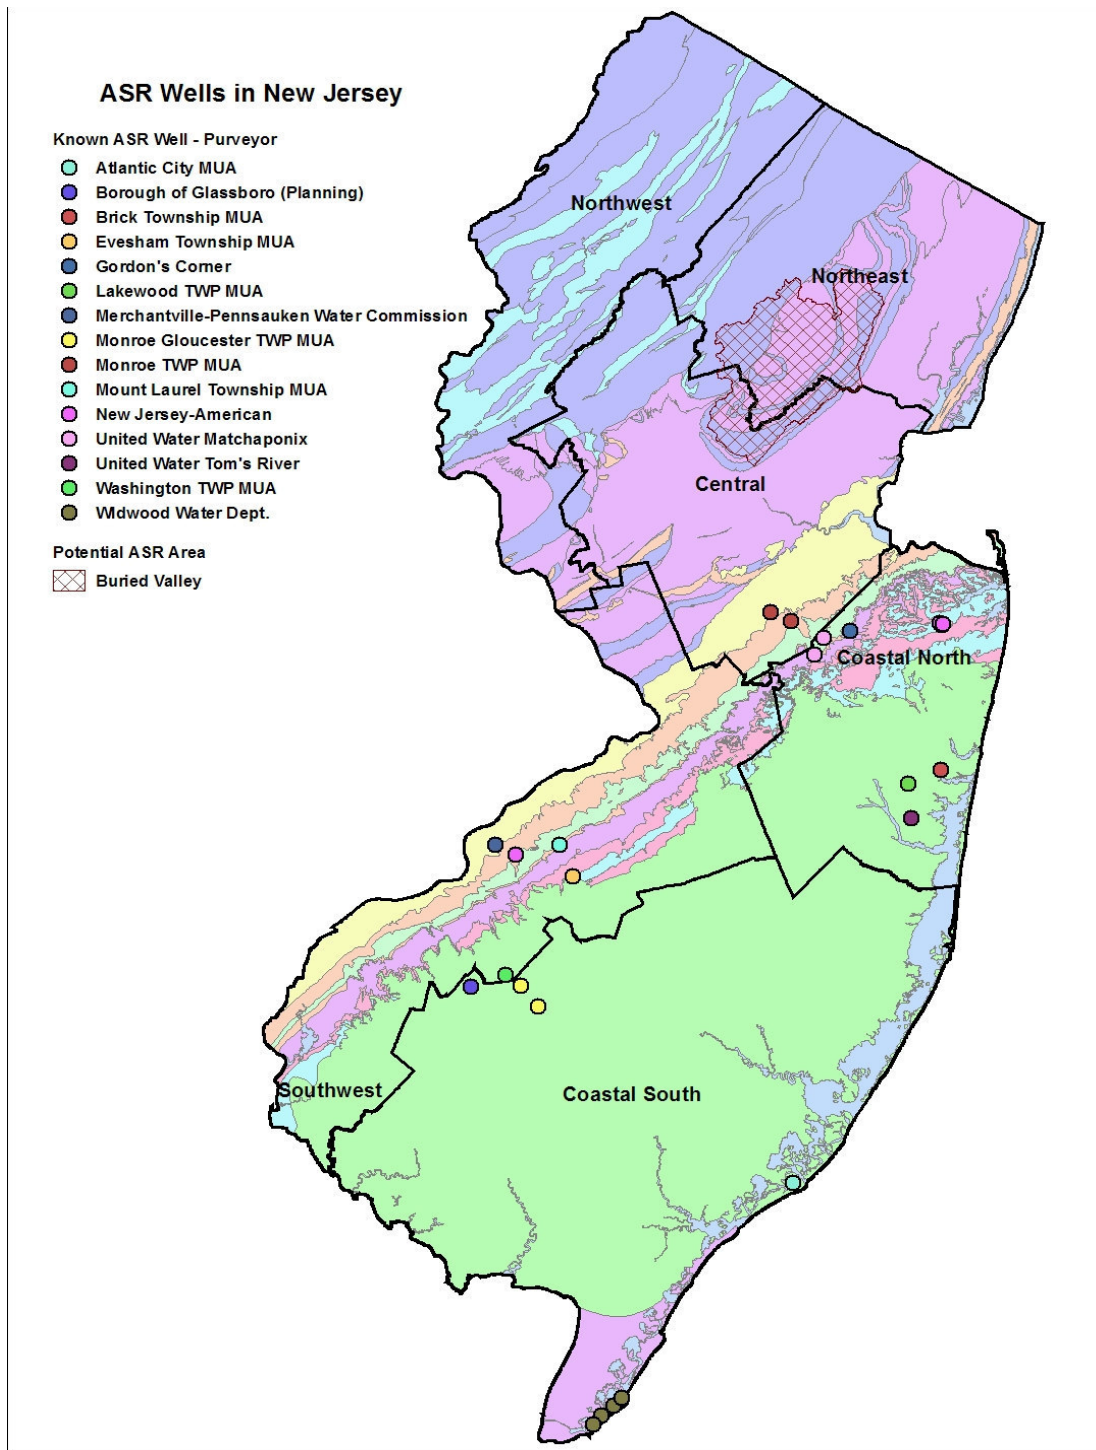 ASR Wells in New Jersey
Known ASR Well - Purveyor
Atlantic City MUA
Borough of Glassboro (Planning)
Brick Township MUA
Evesham Township MUA
Gordon's Corner
Lakewood TWP MUA
Merchantville-Pennsauken Water Commission
Monroe Gloucester TWP MUA
Monroe TWP MUA
Mount Laurel Township MUA
New Jersey-American
United Water Matchaponix
United Water Tom's River
Washington TWP MUA
Widwood Water Dept.
Potential ASR Area
Buried Valley
Northwest
Northeast
Central
Coastal North
Southwest
Coastal South